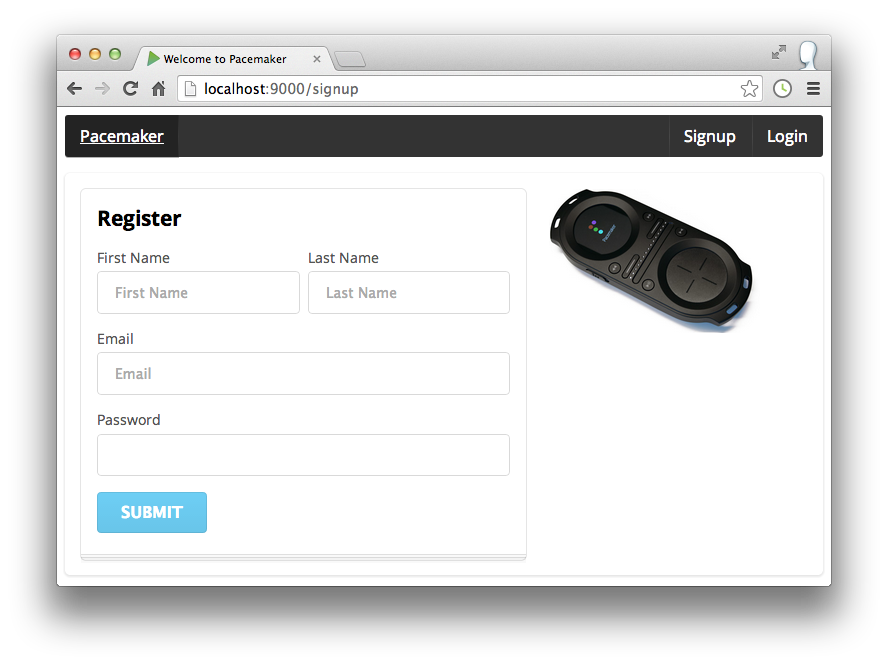 Welcome to Pacemaker
localhost:9000/signup
Pacemaker Signup Login
Register
First Name Last Name
First Name Last Name
Email
Email
Password
SUBMIT
Pacemaker